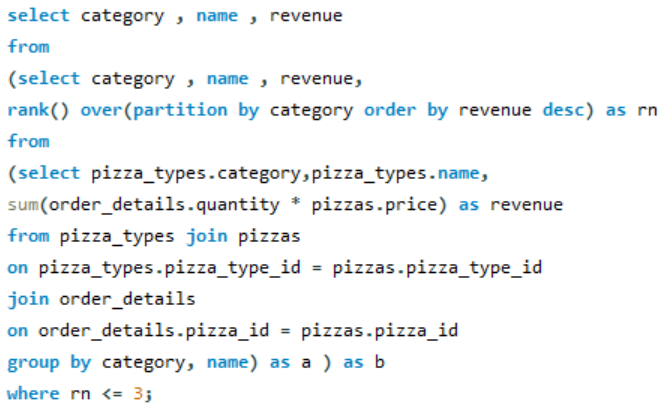 select category , name , revenue
from
(select category , name , revenue,
rank() over(partition by category order by revenue desc) as rn
from
(select pizza_types.category,pizza_types.name,
sum(order_details.quantity * pizzas.price) as revenue
from pizza_types join pizzas
on pizza_types.pizza_type_id = pizzas.pizza_type_id
join order_details
on order_details.pizza_id = pizzas.pizza_id
group by category, name) as a ) as b
where rn <= 3;